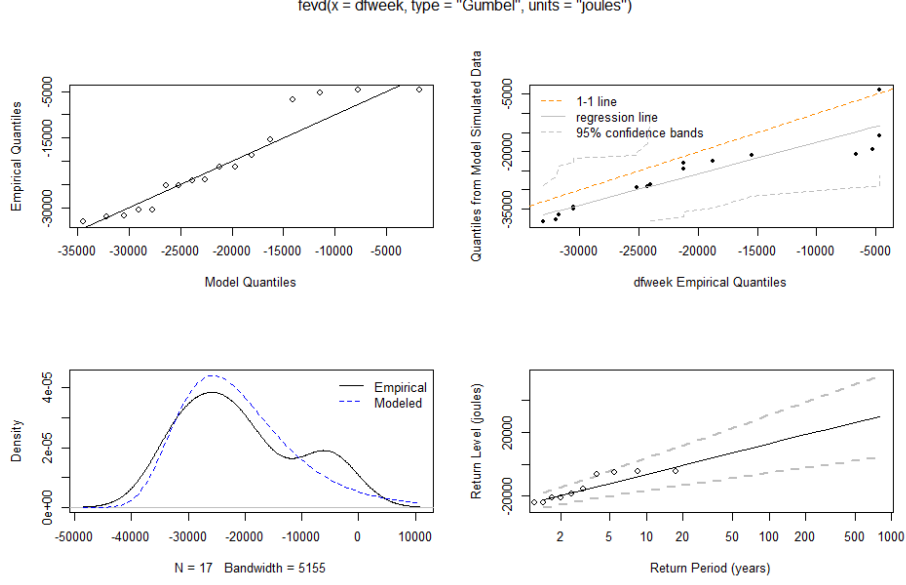 fevd(x = dfweek, type = "Gumbel", units = "joules")
Empirical Quantiles
-5000
-15000
-30000
-35000 -30000 -25000 -20000 -15000 -10000 -5000 0
Model Quantiles
Quantiles from Model Simulated Data
-5000
-20000
-35000
1-1 line
regression line
95% confidence bands
-30000 -25000 -20000 -15000 -10000 -5000
dfweek Empirical Quantiles
Density
4e-05
2e-05
0e+00
Empirical
Modeled
-50000 -40000 -30000 -20000 -10000 0 10000
N = 17 Bandwidth = 5155
Return Level (joules)
20000
-20000
2 5 10 20 50 100 200 500 1000
Return Period (years)